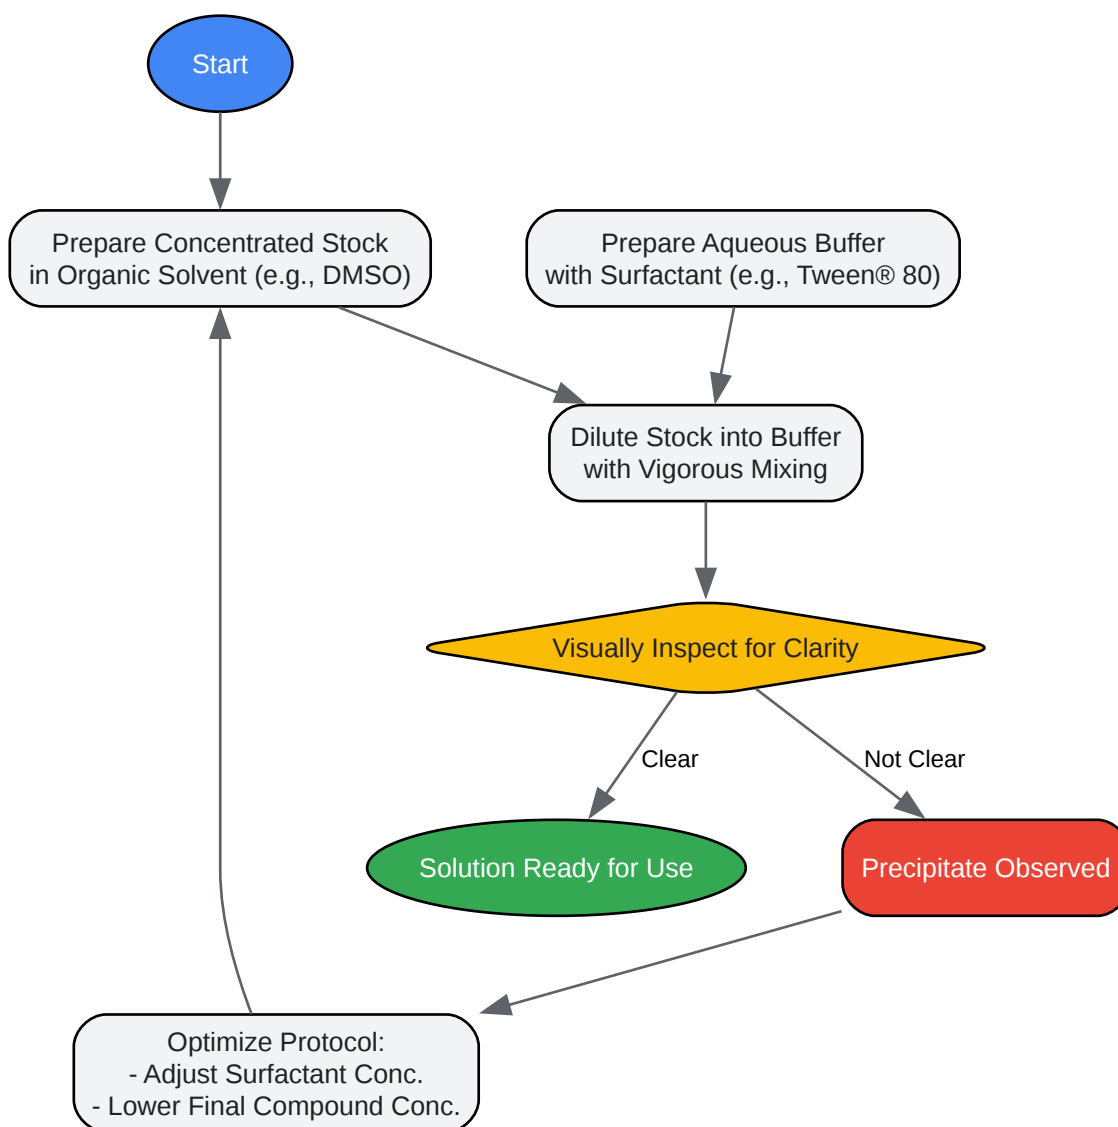 Start
Prepare Concentrated Stock
in Organic Solvent (e.g., DMSO)
Prepare Aqueous Buffer
with Surfactant (e.g., Tween® 80)
Dilute Stock into Buffer
with Vigorous Mixing
Visually Inspect for Clarity
Clear
Not Clear
Solution Ready for Use
Precipitate Observed
Optimize Protocol:
- Adjust Surfactant Conc.
- Lower Final Compound Conc.